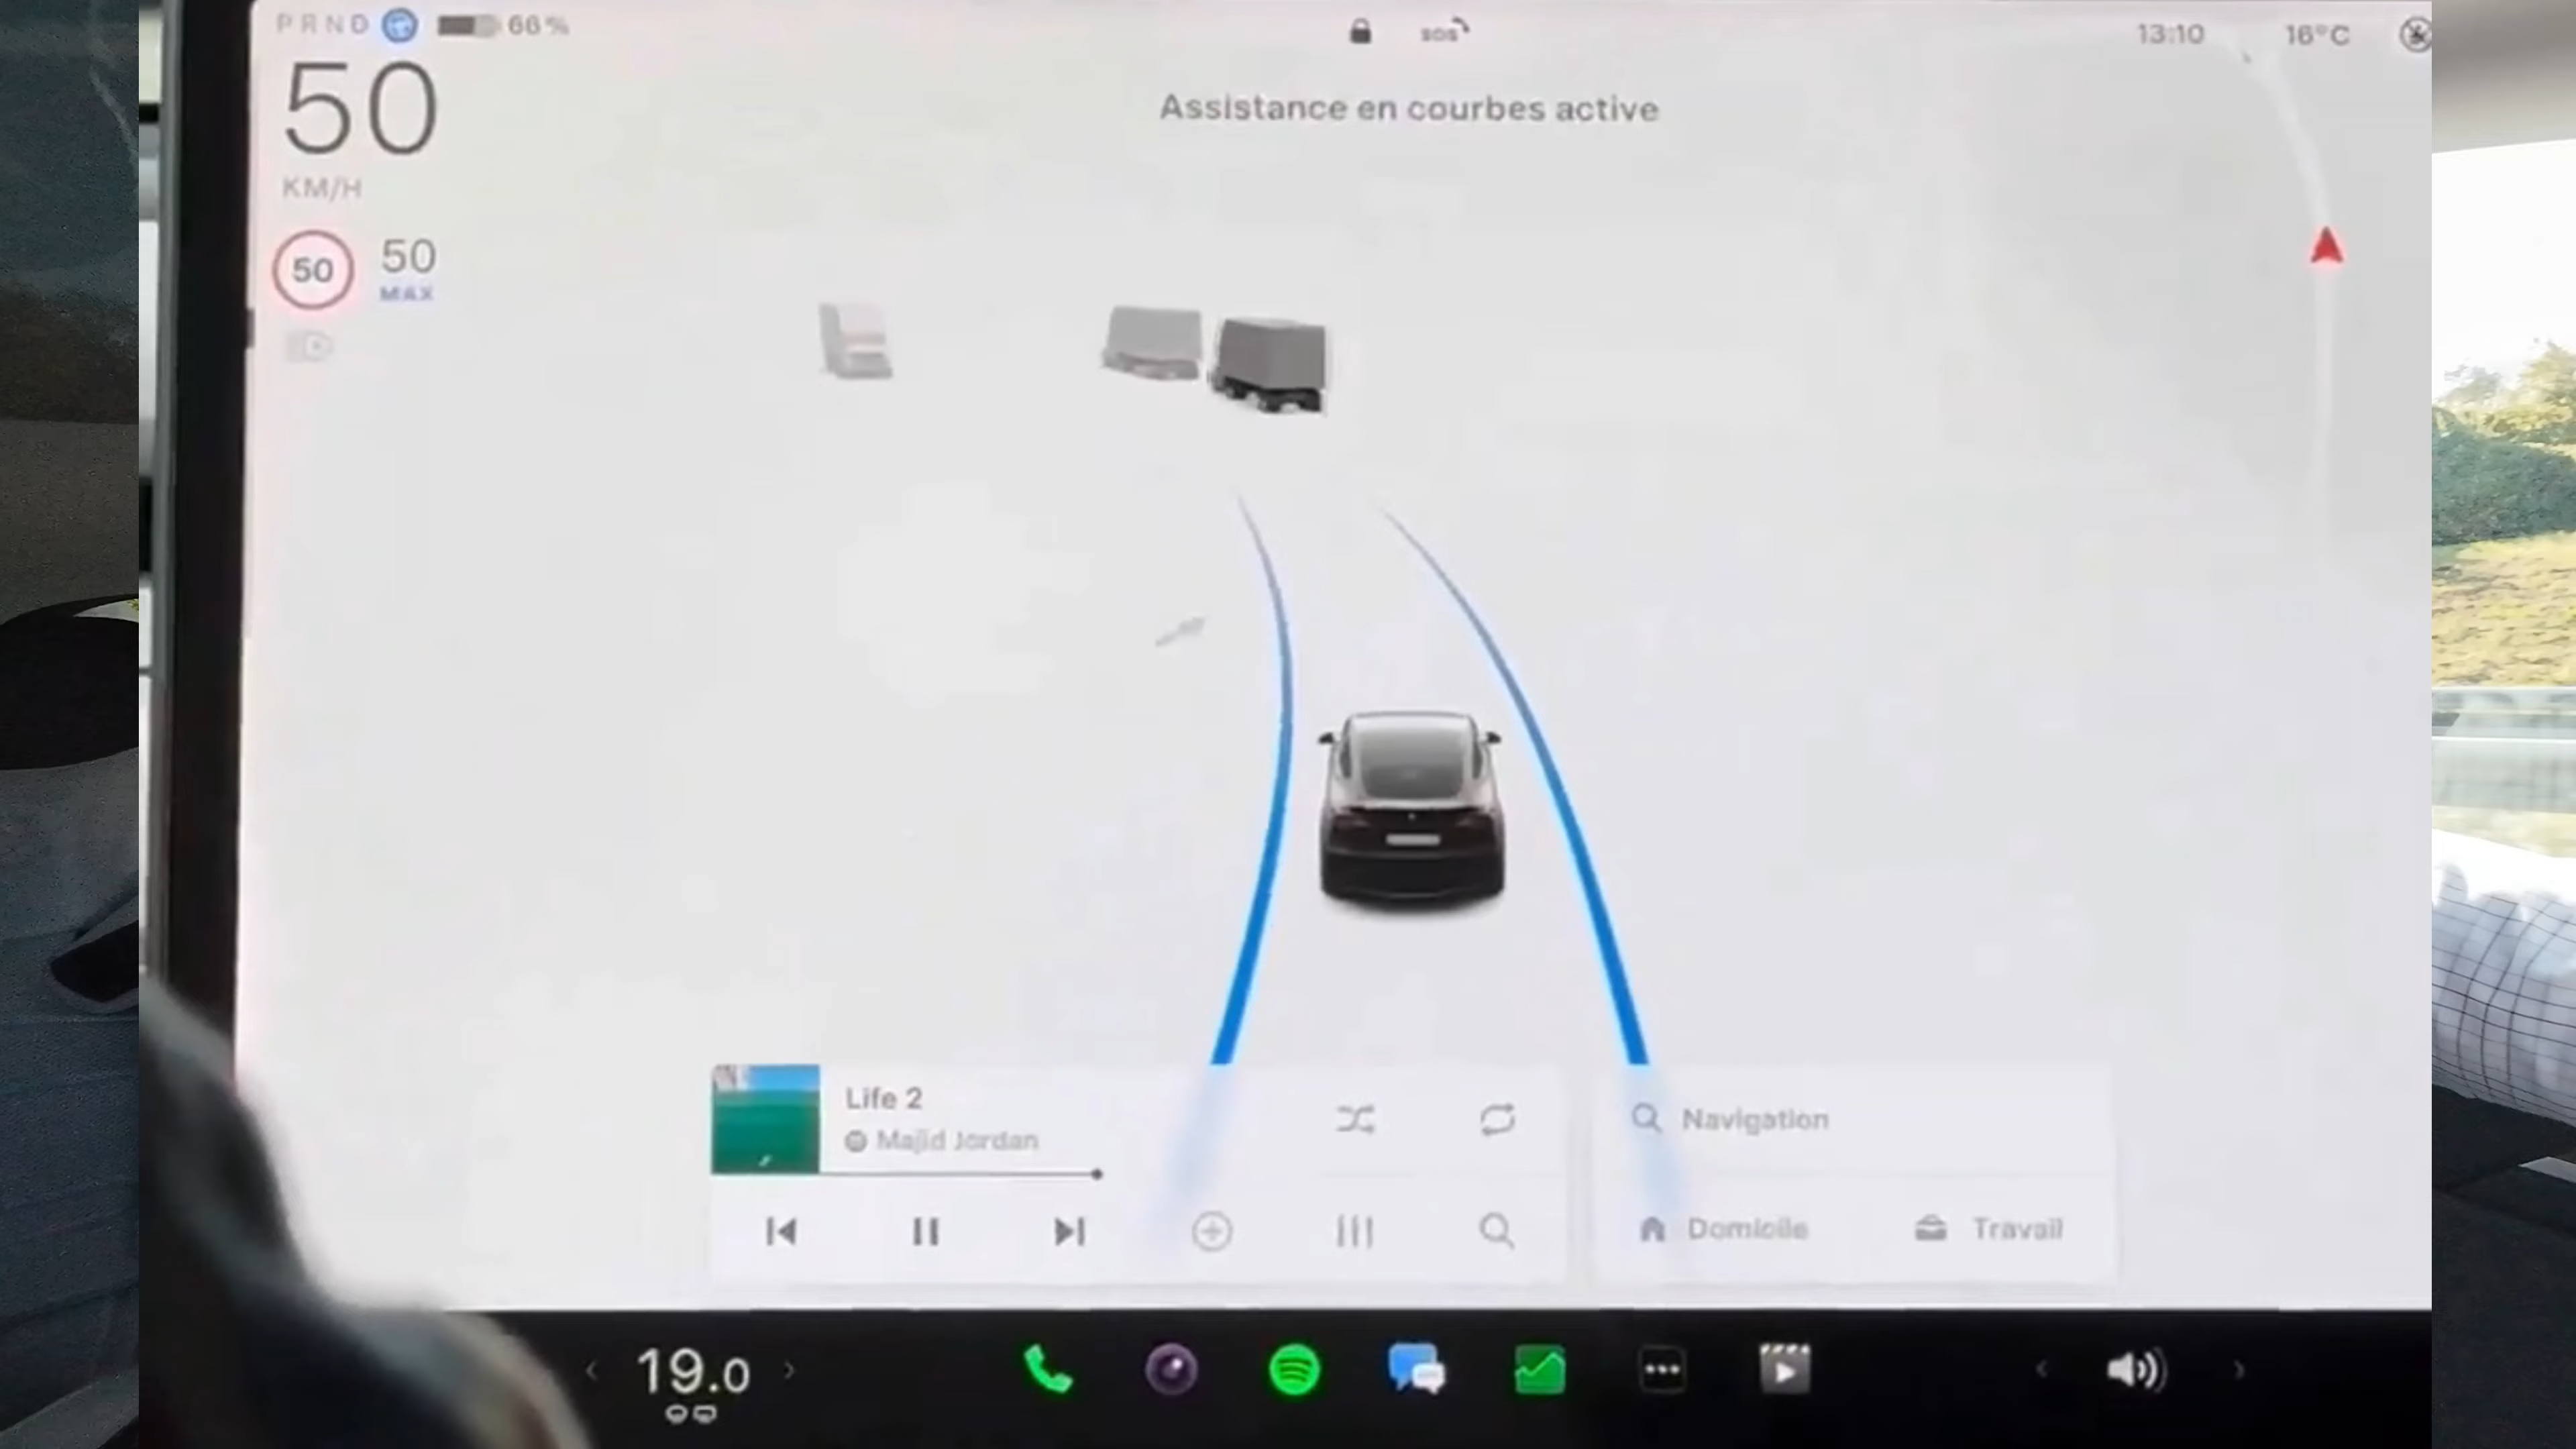 PRND 66%
SOS
13:10 16°C
50
KM/H
50 50
MAX
Assistance en courbes active
Life 2
Majid Jordan
Navigation
Domicile Travail
19.0